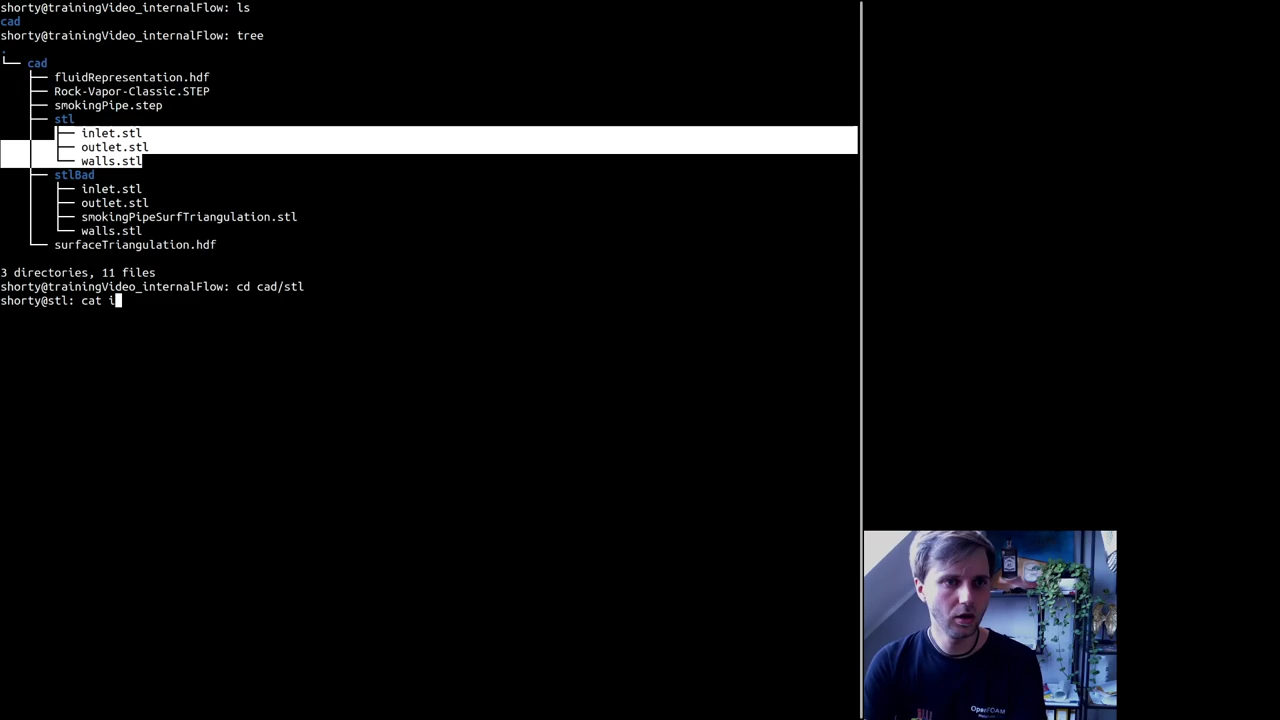 shorty@trainingVideo_internalFlow: ls
cad
shorty@trainingVideo_internalFlow: tree
.
└── cad
    ├── fluidRepresentation.hdf
    ├── Rock-Vapor-Classic.STEP
    ├── smokingPipe.step
    ├── stl
    │   ├── inlet.stl
    │   ├── outlet.stl
    │   └── walls.stl
    ├── stlBad
    │   ├── inlet.stl
    │   ├── outlet.stl
    │   ├── smokingPipeSurfTriangulation.stl
    │   └── walls.stl
    └── surfaceTriangulation.hdf
3 directories, 11 files
shorty@trainingVideo_internalFlow: cd cad/stl
shorty@stl: cat i
OpenFOAM